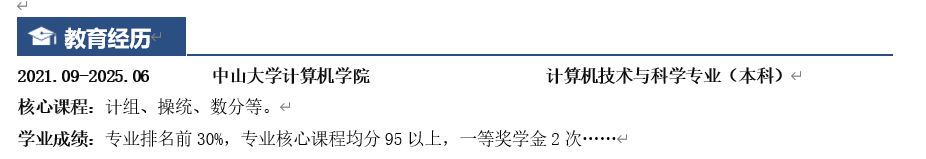 教育经历
2021.09-2025.06 中山大学计算机学院 计算机技术与科学专业（本科）
核心课程：计组、操统、数分等。
学业成绩：专业排名前 30%，专业核心课程均分 95 以上，一等奖学金 2 次……